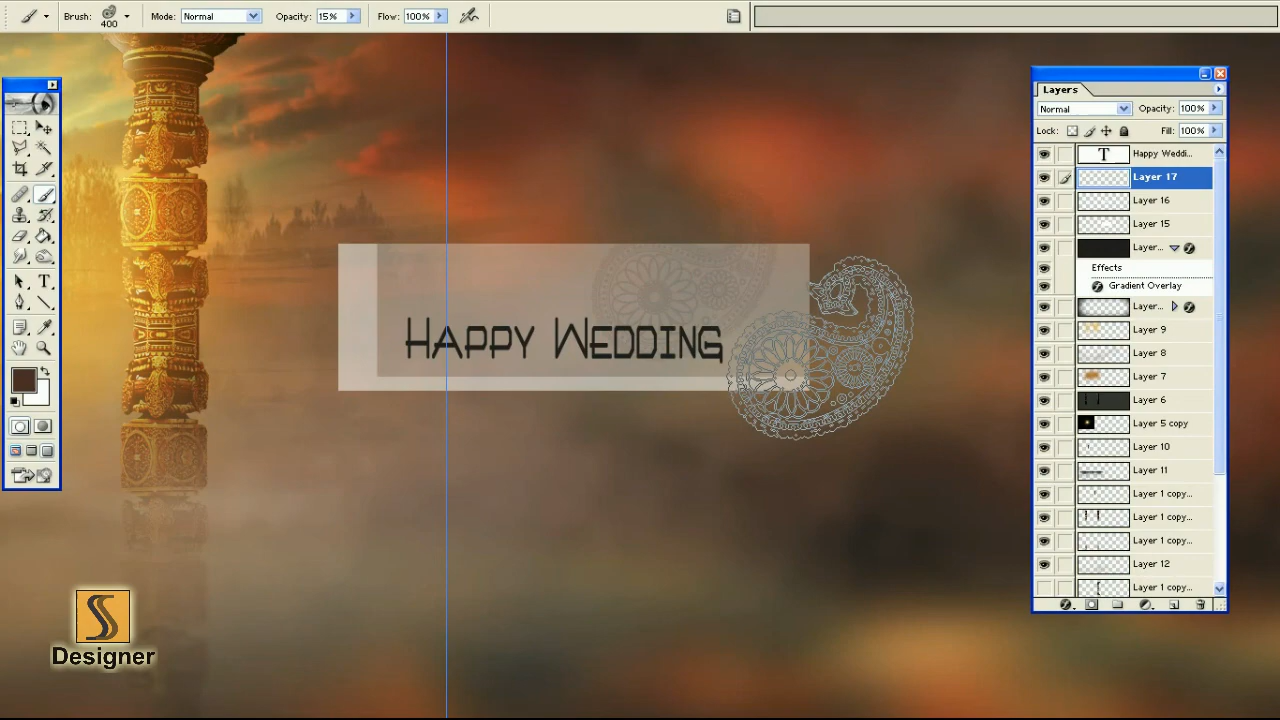 Brush: 400 Mode: Normal Opacity: 15% Flow: 100%
Layers
Normal Opacity: 100%
Lock: Fill: 100%
T Happy Weddi...
Layer 17
Layer 16
Layer 15
Layer...
Effects
Gradient Overlay
Layer...
Layer 9
Layer 8
Layer 7
Layer 6
Layer 5 copy
Layer 10
Layer 11
Layer 1 copy...
Layer 1 copy...
Layer 1 copy...
Layer 12
Layer 1 copy...
Happy Wedding
S
Designer